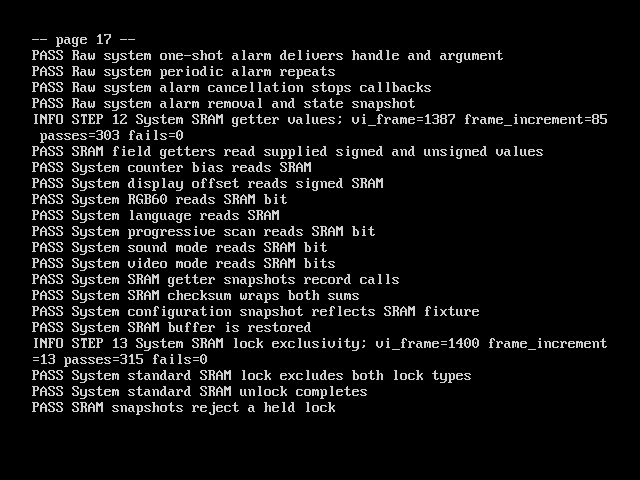 -- page 17 --
PASS Raw system one-shot alarm delivers handle and argument
PASS Raw system periodic alarm repeats
PASS Raw system alarm cancellation stops callbacks
PASS Raw system alarm removal and state snapshot
INFO STEP 12 System SRAM getter values; vi_frame=1387 frame_increment=85
passes=303 fails=0
PASS SRAM field getters read supplied signed and unsigned values
PASS System counter bias reads SRAM
PASS System display offset reads signed SRAM
PASS System RGB60 reads SRAM bit
PASS System language reads SRAM
PASS System progressive scan reads SRAM bit
PASS System sound mode reads SRAM bit
PASS System video mode reads SRAM bits
PASS System SRAM getter snapshots record calls
PASS System SRAM checksum wraps both sums
PASS System configuration snapshot reflects SRAM fixture
PASS System SRAM buffer is restored
INFO STEP 13 System SRAM lock exclusivity; vi_frame=1400 frame_increment
=13 passes=315 fails=0
PASS System standard SRAM lock excludes both lock types
PASS System standard SRAM unlock completes
PASS SRAM snapshots reject a held lock